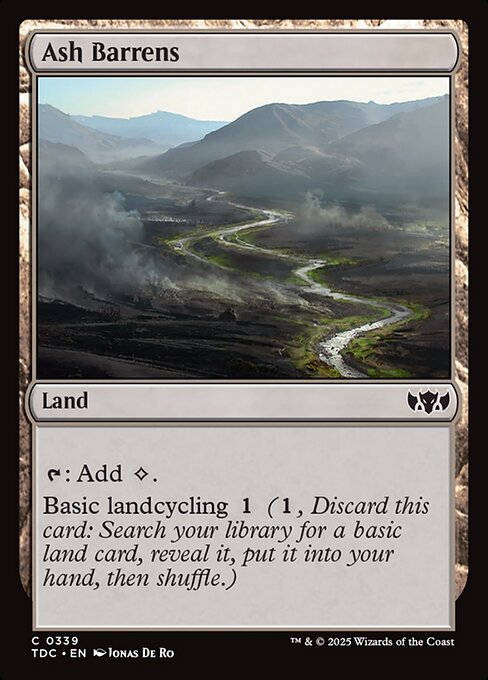 Ash Barrens
Land
: Add .
Basic landcycling 1 (1, Discard this
card: Search your library for a basic
land card, reveal it, put it into your
hand, then shuffle.)
C 0339
TDC • EN Jonas De Ro
™ & © 2025 Wizards of the Coast